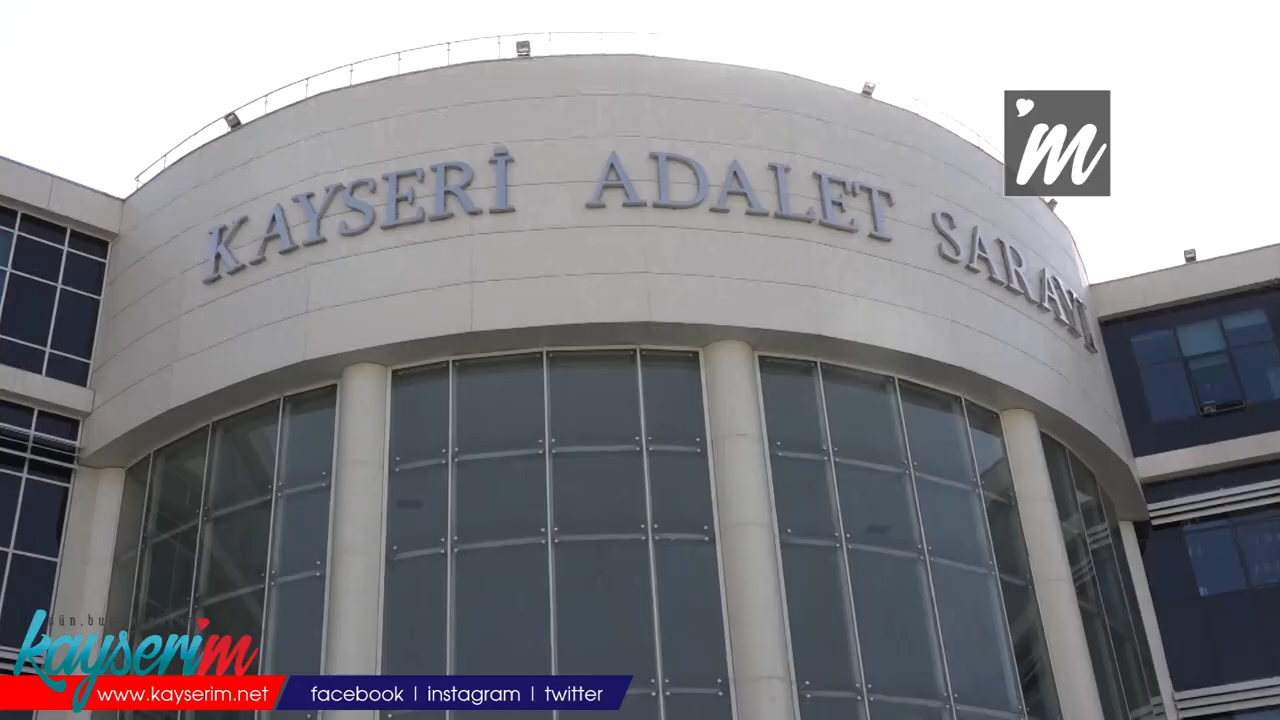 KAYSERİ ADALET SARAYI
'm
kayserim
www.kayserim.net
facebook | instagram | twitter